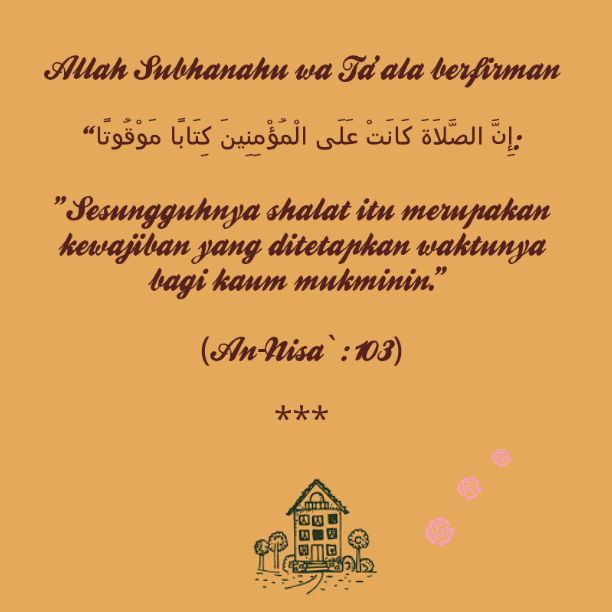 Allah Subhanahu wa Ta'ala berfirman
“إِنَّ الصَّلَاةَ كَانَتْ عَلَى الْمُؤْمِنِينَ كِتَابًا مَوْقُوتًا:
"Sesungguhnya shalat itu merupakan
kewajiban yang ditetapkan waktunya
bagi kaum mukminin."
(An-Nisa` : 103)
***